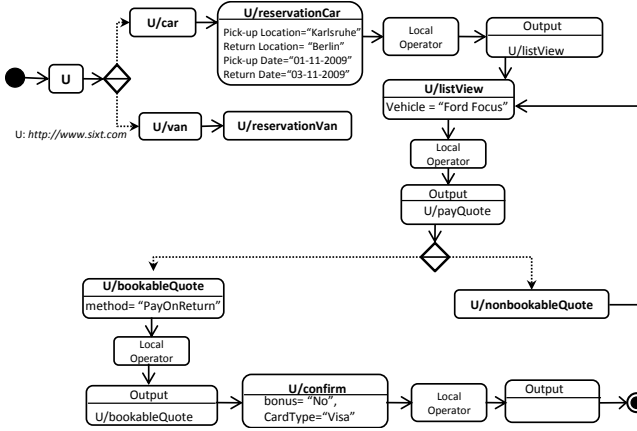 U/car
U/reservationCar
Pick-up Location=“Karlsruhe”
Return Location= “Berlin”
Pick-up Date=“01-11-2009”
Return Date=“03-11-2009”
Local
Operator
Output
U/listView
U
U/van
U/reservationVan
U: http://www.sixt.com
U/listView
Vehicle = “Ford Focus”
Local
Operator
Output
U/payQuote
U/bookableQuote
method= “PayOnReturn”
U/nonbookableQuote
Local
Operator
Output
U/bookableQuote
U/confirm
bonus= “No”,
CardType=“Visa”
Local
Operator
Output